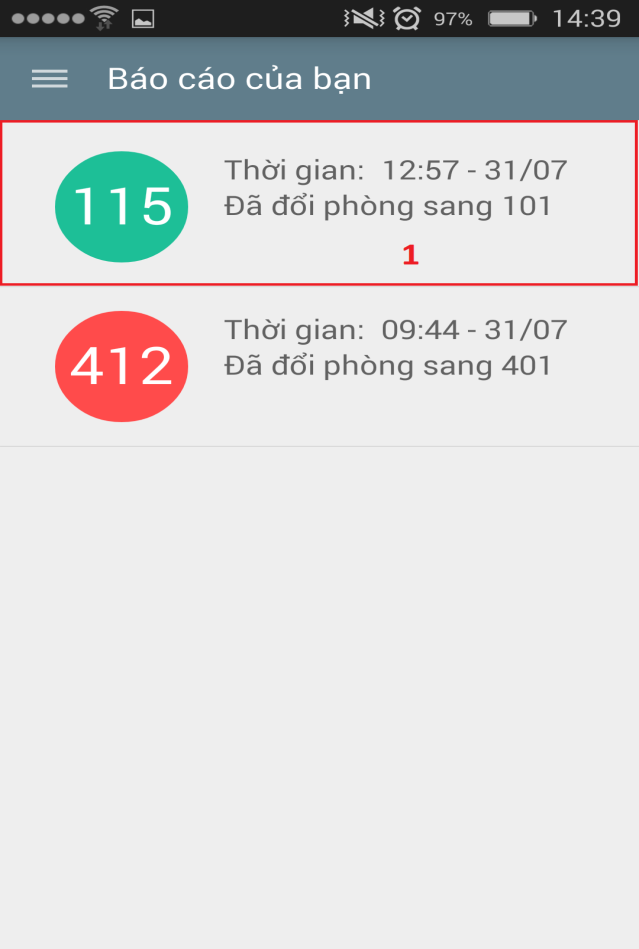 97% 14:39
Báo cáo của bạn
115
Thời gian: 12:57 - 31/07
Đã đổi phòng sang 101
1
412
Thời gian: 09:44 - 31/07
Đã đổi phòng sang 401